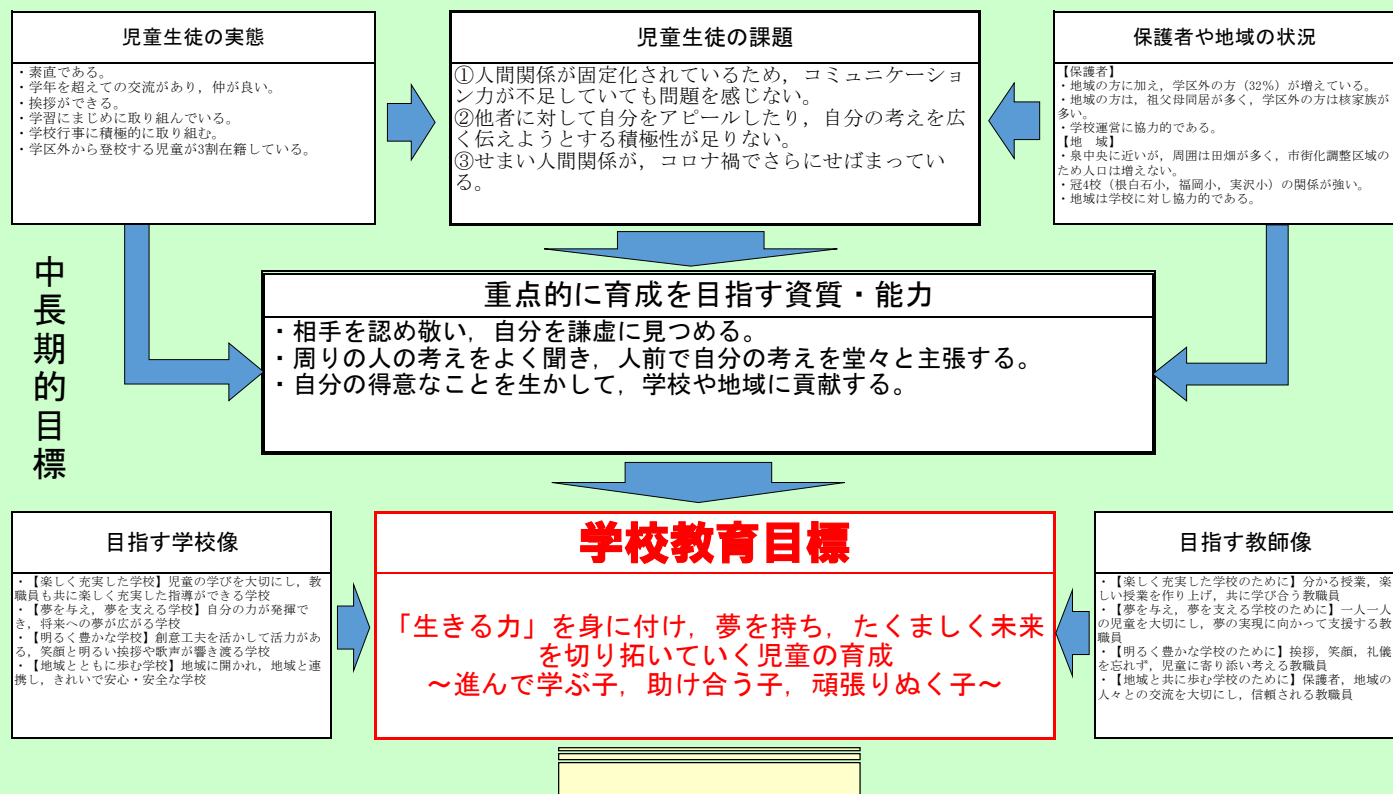 児童生徒の実態
・素直である。
・学年を超えての交流があり，仲が良い。
・挨拶ができる。
・学習にまじめに取り組んでいる。
・学校行事に積極的に取り組む。
・学区外から登校する児童が3割在籍している。
児童生徒の課題
①人間関係が固定化されているため，コミュニケーショ
ン力が不足していても問題を感じない。
②他者に対して自分をアピールしたり，自分の考えを広
く伝えようとする積極性が足りない。
③せまい人間関係が，コロナ禍でさらにせばまってい
る。
保護者や地域の状況
【保護者】
・地域の方に加え，学区外の方（32％）が増えている。
・地域の方は，祖父母同居が多く，学区外の方は核家族が
多い。
・学校運営に協力的である。
【地　域】
・泉中央に近いが，周囲は田畑が多く，市街化調整区域の
ため人口は増えない。
・冠4校（根白石小，福岡小，実沢小）の関係が強い。
・地域は学校に対し協力的である。
中長期的目標
重点的に育成を目指す資質・能力
・相手を認め敬い，自分を謙虚に見つめる。
・周りの人の考えをよく聞き，人前で自分の考えを堂々と主張する。
・自分の得意なことを生かして，学校や地域に貢献する。
目指す学校像
・【楽しく充実した学校】児童の学びを大切にし，教
職員も共に楽しく充実した指導ができる学校
・【夢を与え，夢を支える学校】自分の力が発揮で
き，将来への夢が広がる学校
・【明るく豊かな学校】創意工夫を活かして活力があ
る，笑顔と明るい挨拶や歌声が響き渡る学校
・【地域とともに歩む学校】地域に開かれ，地域と連
携し，きれいで安心・安全な学校
学校教育目標
「生きる力」を身に付け，夢を持ち，たくましく未来
を切り拓いていく児童の育成
～進んで学ぶ子，助け合う子，頑張りぬく子～
目指す教師像
・【楽しく充実した学校のために】分かる授業，楽
しい授業を作り上げ，共に学び合う教職員
・【夢を与え，夢を支える学校のために】一人一人
の児童を大切にし，夢の実現に向かって支援する教
職員
・【明るく豊かな学校のために】挨拶，笑顔，礼儀
を忘れず，児童に寄り添い考える教職員
・【地域と共に歩む学校のために】保護者，地域の
人々との交流を大切にし，信頼される教職員